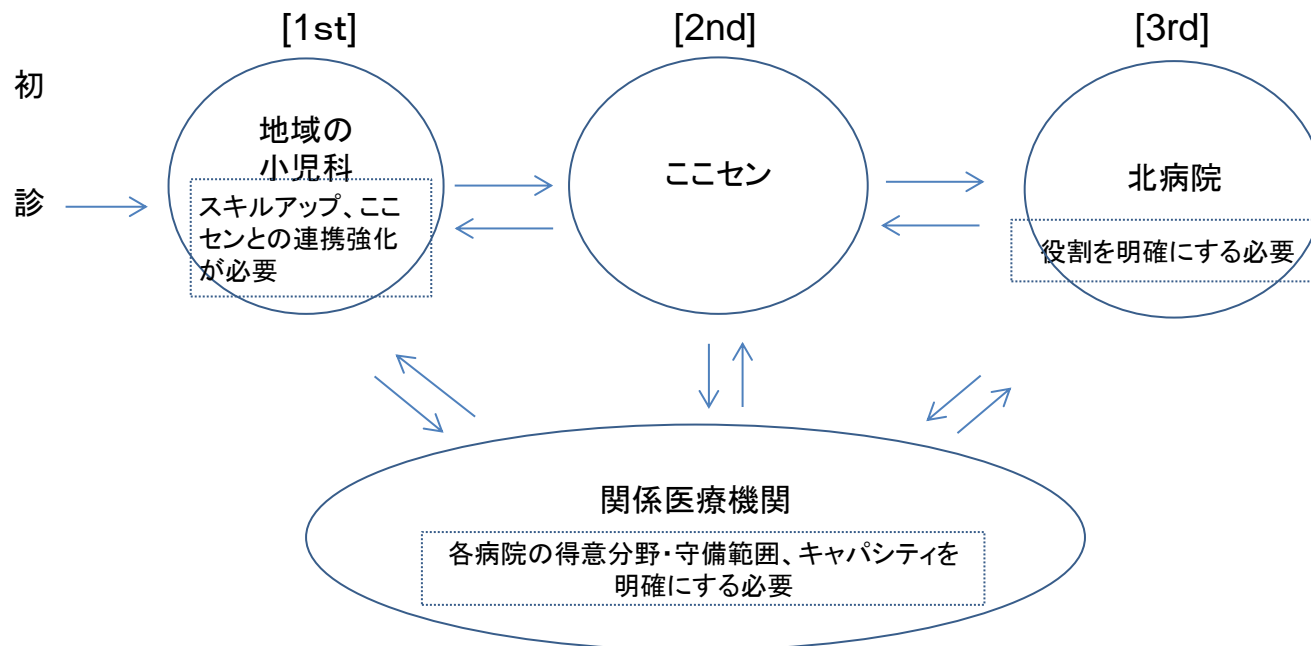 [1st]
[2nd]
[3rd]
初
診
地域の
小児科
スキルアップ、ここ
センとの連携強化
が必要
ここセン
北病院
役割を明確にする必要
関係医療機関
各病院の得意分野・守備範囲、キャパシティを
明確にする必要